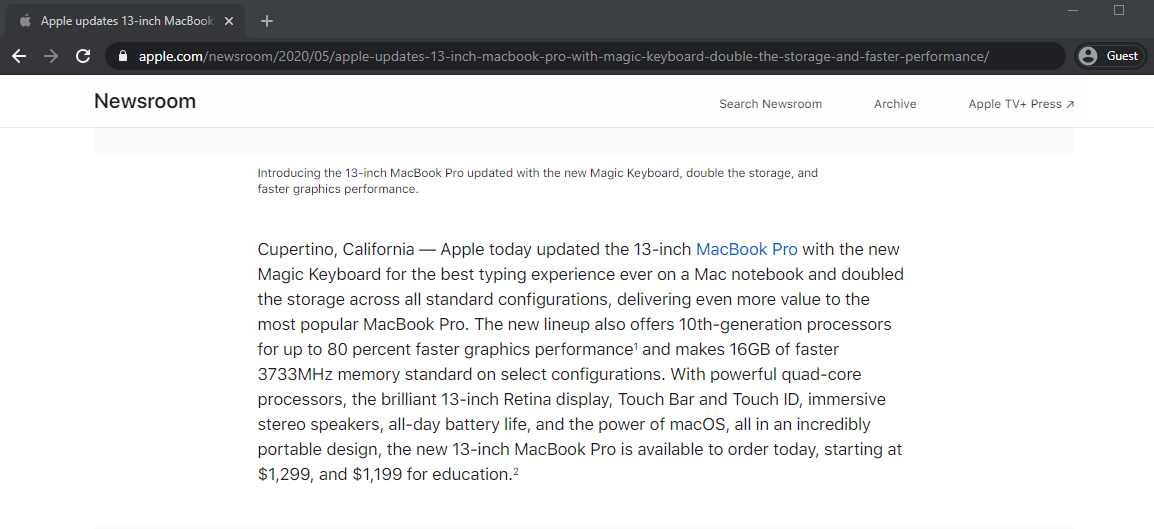 Apple updates 13-inch MacBook
apple.com/newsroom/2020/05/apple-updates-13-inch-macbook-pro-with-magic-keyboard-double-the-storage-and-faster-performance/
Guest
Newsroom
Search Newsroom
Archive
Apple TV+ Press ↗
Introducing the 13-inch MacBook Pro updated with the new Magic Keyboard, double the storage, and
faster graphics performance.
Cupertino, California — Apple today updated the 13-inch MacBook Pro with the new
Magic Keyboard for the best typing experience ever on a Mac notebook and doubled
the storage across all standard configurations, delivering even more value to the
most popular MacBook Pro. The new lineup also offers 10th-generation processors
for up to 80 percent faster graphics performance¹ and makes 16GB of faster
3733MHz memory standard on select configurations. With powerful quad-core
processors, the brilliant 13-inch Retina display, Touch Bar and Touch ID, immersive
stereo speakers, all-day battery life, and the power of macOS, all in an incredibly
portable design, the new 13-inch MacBook Pro is available to order today, starting at
$1,299, and $1,199 for education.²